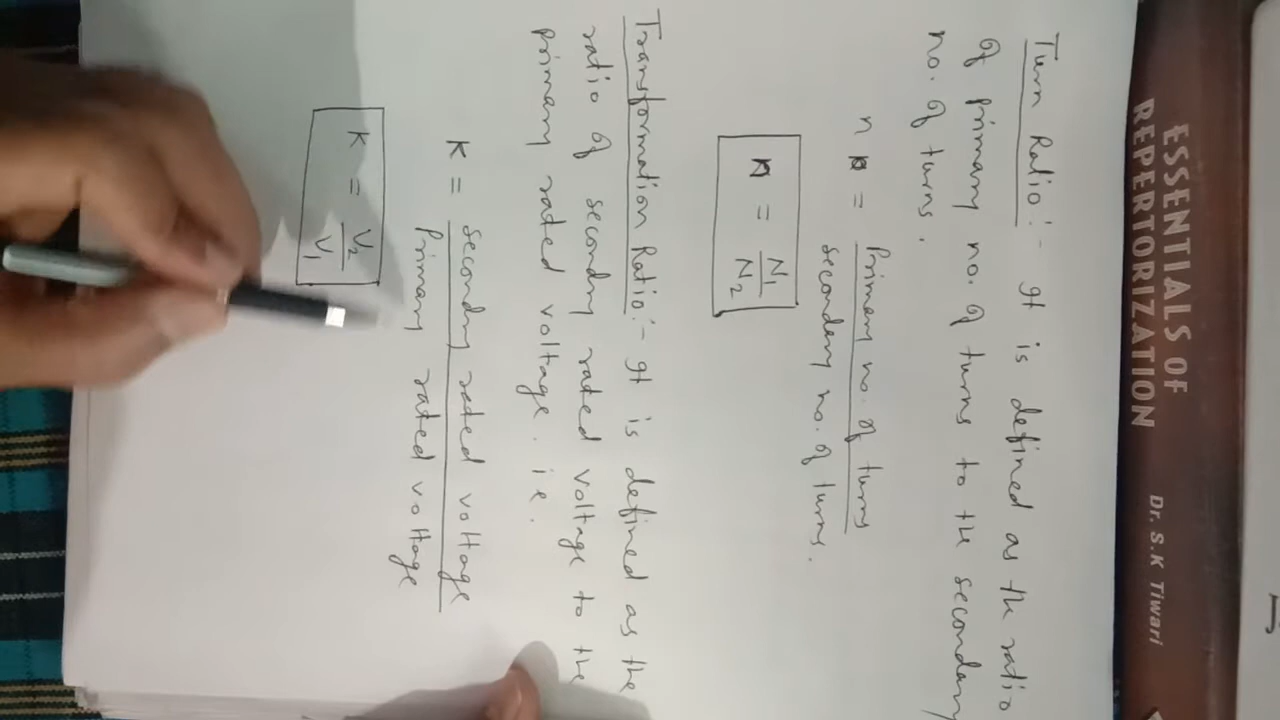 ESSENTIALS OF
REPERTORIZATION
Dr. S.K Tiwari
Turn Ratio:- It is defined as the ratio
of primary no. of turns to the secondary
no. of turns.
n = Primary no. of turns
secondary no. of turns.
n = N1
N2
Transformation Ratio:- It is defined as the
ratio of secondry rated voltage to the
primary rated voltage. i.e.
K = secondry rated voltage
Primary rated voltage
K = V2
V1